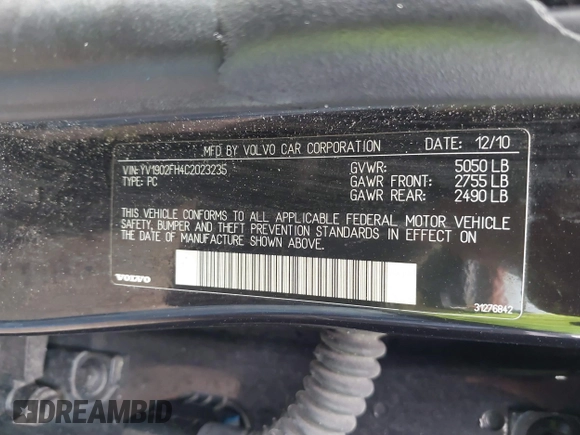 MFD BY VOLVO CAR CORPORATION DATE: 12/10
VIN: YV1902FH4C2023235 GVWR: 5050 LB
TYPE: PC GAWR FRONT: 2755 LB
GAWR REAR: 2490 LB
THIS VEHICLE CONFORMS TO ALL APPLICABLE FEDERAL MOTOR VEHICLE
SAFETY, BUMPER AND THEFT PREVENTION STANDARDS IN EFFECT ON
THE DATE OF MANUFACTURE SHOWN ABOVE.
VOLVO 31276842
DREAMBID